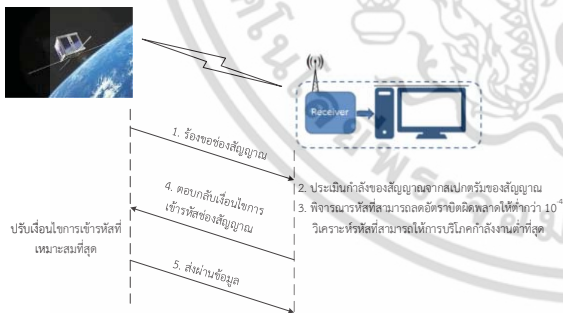 Receiver
1. ร้องขอช่องสัญญาณ
2. ประเมินกำลังของสัญญาณจากสเปกตรัมของสัญญาณ
3. พิจารณารหัสที่สามารถลดอัตราบิตผิดพลาดให้ต่ำกว่า 10⁻⁴
วิเคราะห์รหัสที่สามารถให้การบริโภคกำลังงานต่ำที่สุด
4. ตอบกลับเงื่อนไขการ
เข้ารหัสช่องสัญญาณ
ปรับเงื่อนไขการเข้ารหัสที่
เหมาะสมที่สุด
5. ส่งผ่านข้อมูล